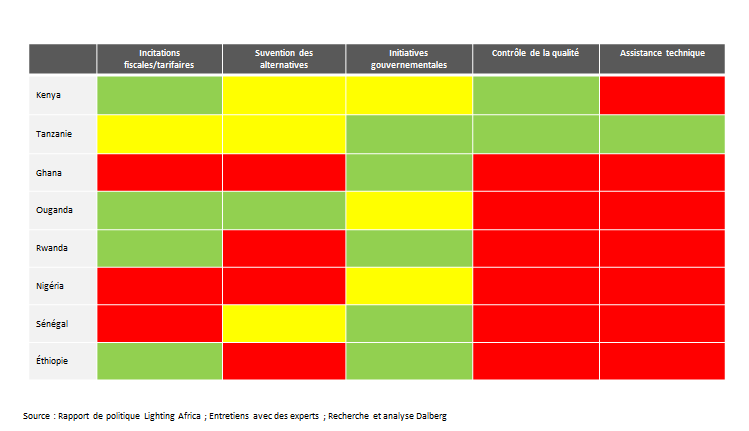 Incitations
fiscales/tarifaires
Suvention des
alternatives
Initiatives
gouvernementales
Contrôle de la qualité
Assistance technique
Kenya
Tanzanie
Ghana
Ouganda
Rwanda
Nigéria
Sénégal
Éthiopie
Source : Rapport de politique Lighting Africa ; Entretiens avec des experts ; Recherche et analyse Dalberg